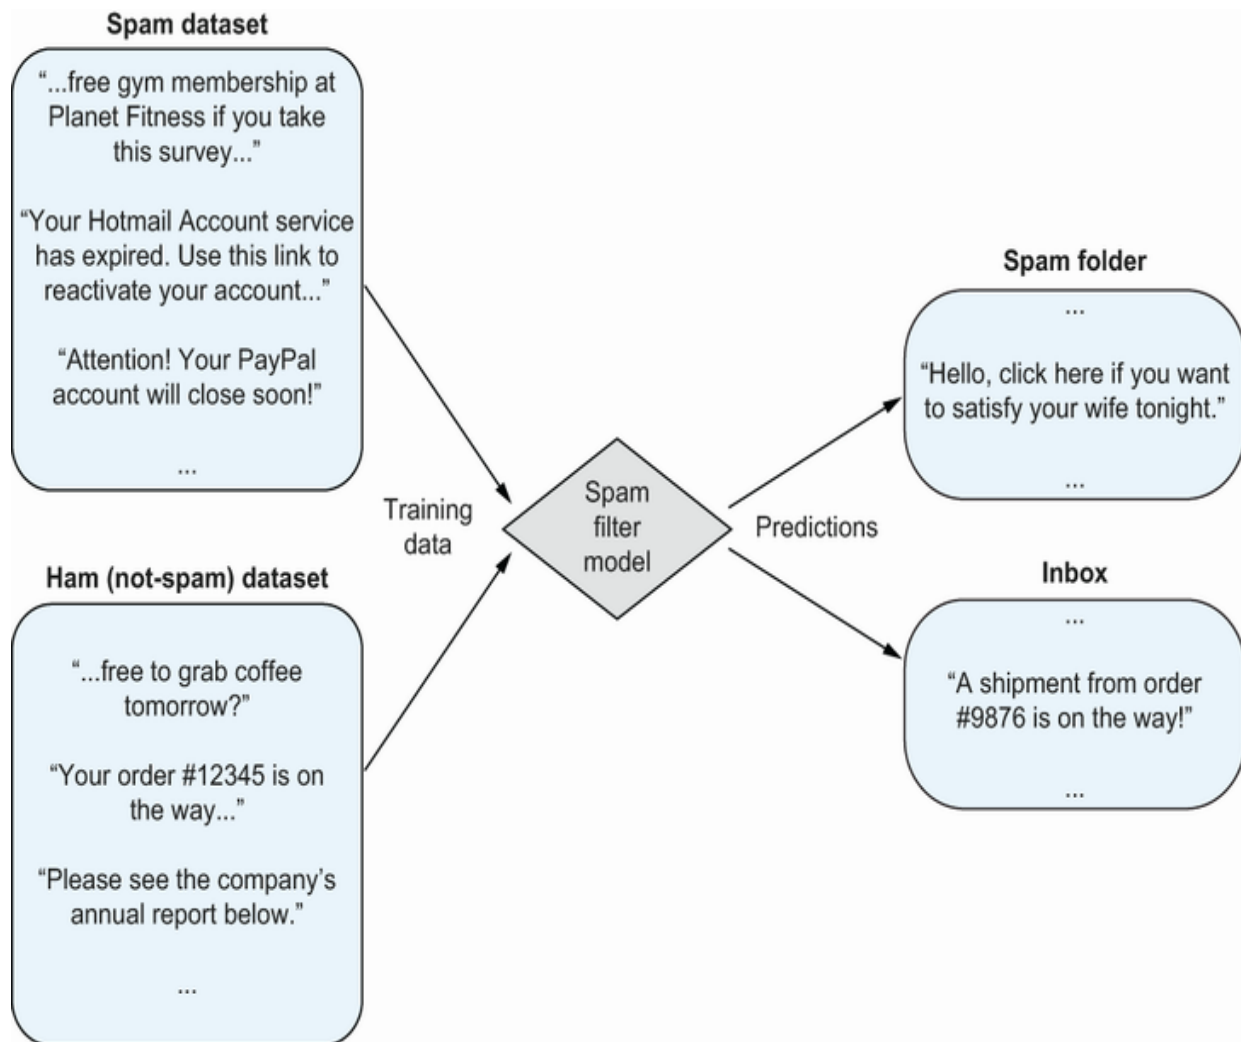 Spam dataset
“...free gym membership at
Planet Fitness if you take
this survey...”
“Your Hotmail Account service
has expired. Use this link to
reactivate your account...”
“Attention! Your PayPal
account will close soon!”
...
Ham (not-spam) dataset
“...free to grab coffee
tomorrow?”
“Your order #12345 is on
the way...”
“Please see the company’s
annual report below.”
...
Training
data
Spam
filter
model
Predictions
Spam folder
...
“Hello, click here if you want
to satisfy your wife tonight.”
...
Inbox
...
“A shipment from order
#9876 is on the way!”
...